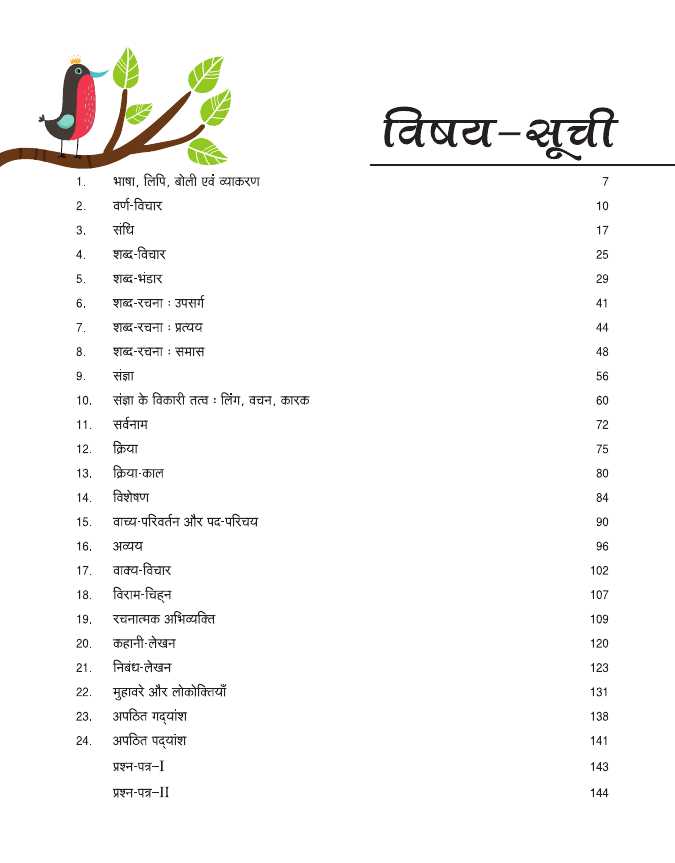 विषय–सूची
1. भाषा, लिपि, बोली एवं व्याकरण 7
2. वर्ण-विचार 10
3. संधि 17
4. शब्द-विचार 25
5. शब्द-भंडार 29
6. शब्द-रचना : उपसर्ग 41
7. शब्द-रचना : प्रत्यय 44
8. शब्द-रचना : समास 48
9. संज्ञा 56
10. संज्ञा के विकारी तत्व : लिंग, वचन, कारक 60
11. सर्वनाम 72
12. क्रिया 75
13. क्रिया-काल 80
14. विशेषण 84
15. वाच्य-परिवर्तन और पद-परिचय 90
16. अव्यय 96
17. वाक्य-विचार 102
18. विराम-चिह्न 107
19. रचनात्मक अभिव्यक्ति 109
20. कहानी-लेखन 120
21. निबंध-लेखन 123
22. मुहावरे और लोकोक्तियाँ 131
23. अपठित गद्यांश 138
24. अपठित पद्यांश 141
प्रश्न-पत्र–I 143
प्रश्न-पत्र–II 144